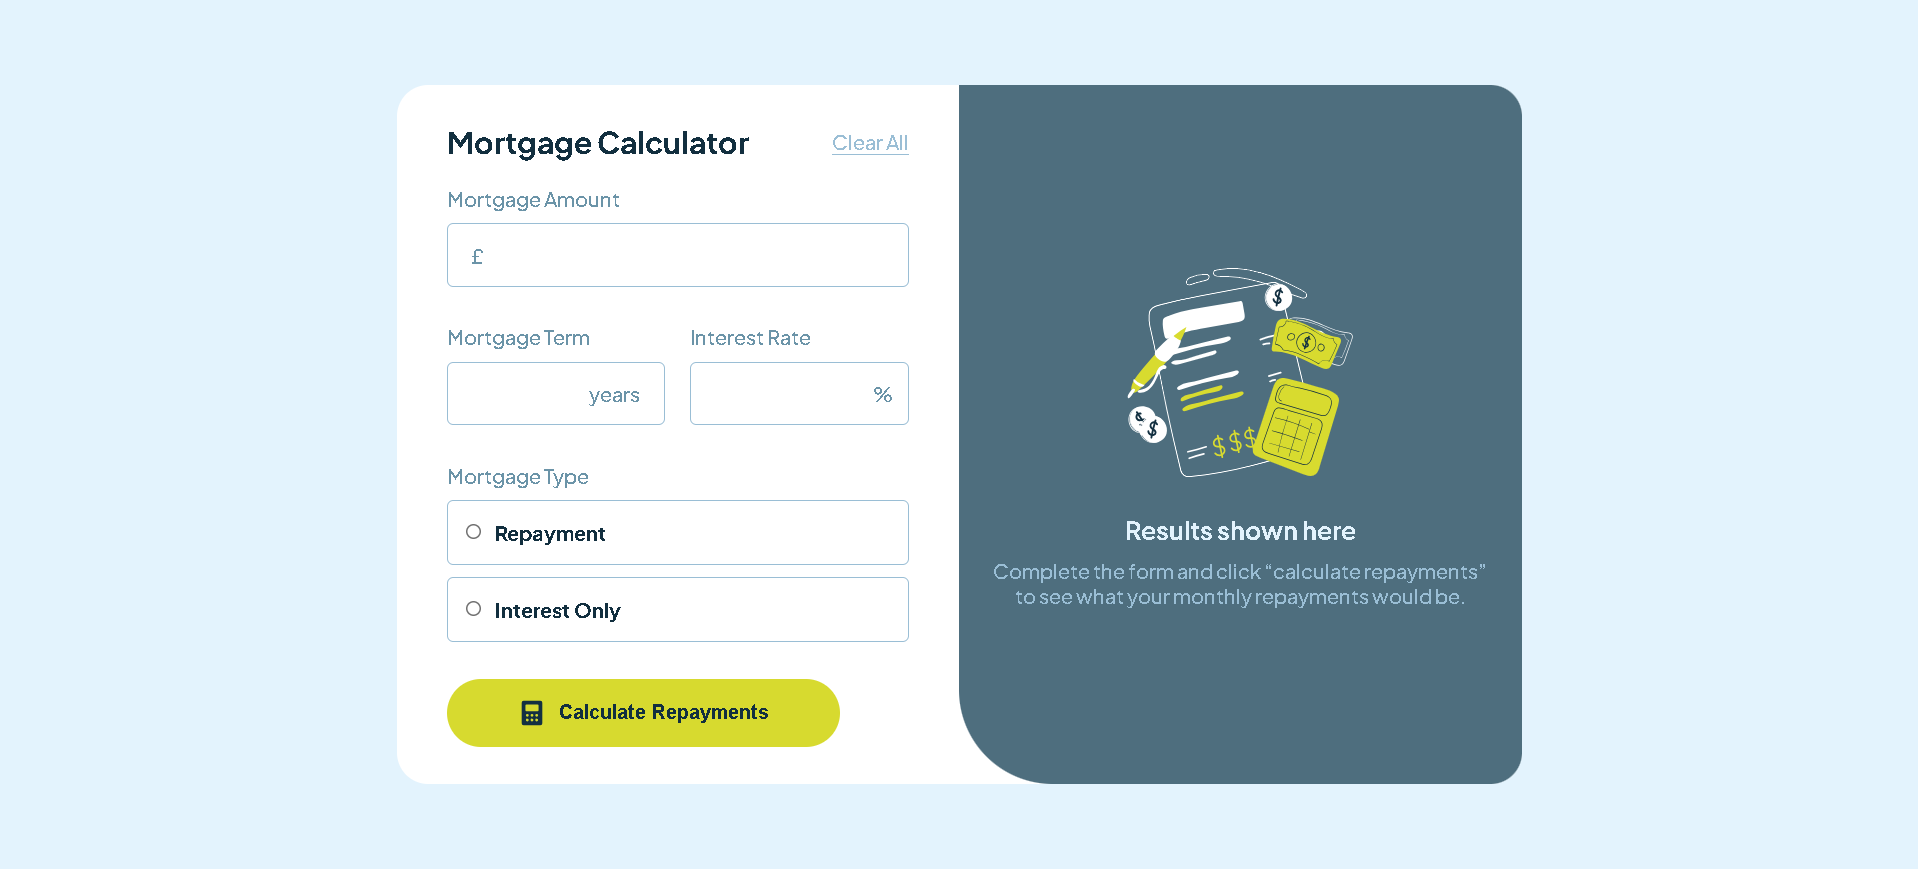 Mortgage Calculator
Clear All
Mortgage Amount
£
Mortgage Term
Interest Rate
years
%
Mortgage Type
Repayment
Interest Only
Calculate Repayments
$
$
$
$
$$$
Results shown here
Complete the form and click “calculate repayments”
to see what your monthly repayments would be.